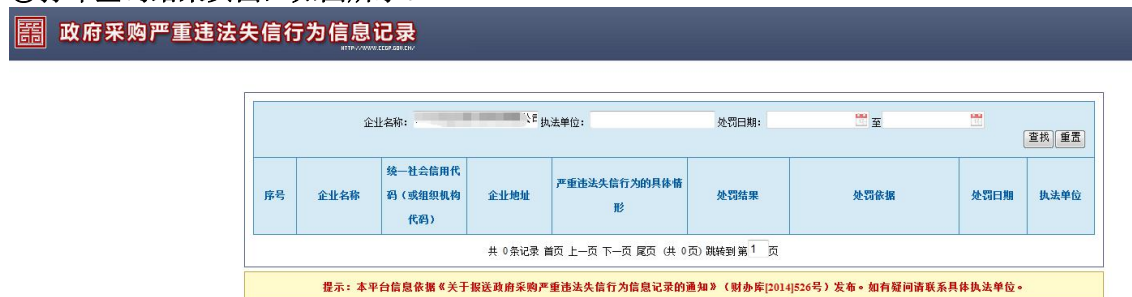 政府采购严重违法失信行为信息记录
HTTP://WWW.CCGP.GOV.CN/
企业名称： 公司 执法单位： 处罚日期： 至
查找 重置
序号 企业名称 统一社会信用代码（或组织机构代码） 企业地址 严重违法失信行为的具体情形 处罚结果 处罚依据 处罚日期 执法单位
共 0条记录 首页 上一页 下一页 尾页 (共 0页) 跳转到第1 页
提示：本平台信息依据《关于报送政府采购严重违法失信行为信息记录的通知》（财办库[2014]526号）发布。如有疑问请联系具体执法单位。